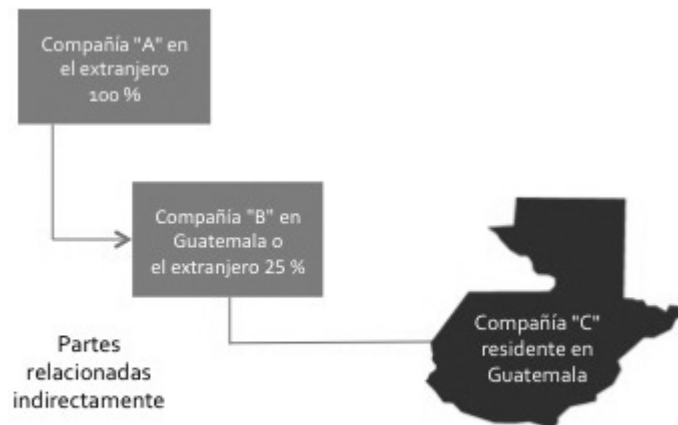 Compañía "A" en
el extranjero
100 %
Compañía "B" en
Guatemala o
el extranjero 25 %
Compañía "C"
residente en
Guatemala
Partes
relacionadas
indirectamente